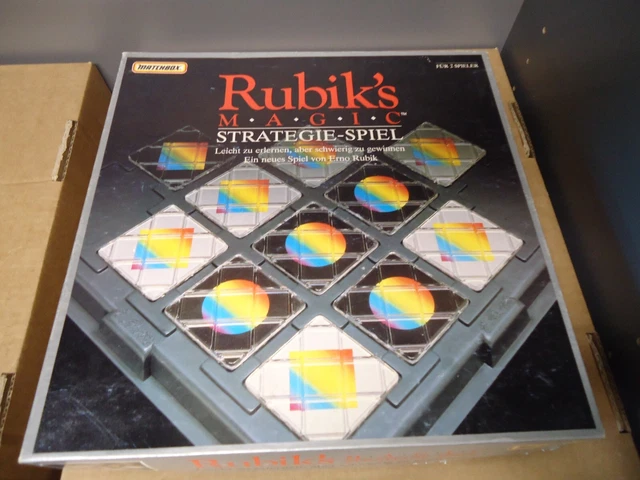 MATCHBOX
FÜR 2 SPIELER
Rubik's
M·A·G·I·C™
STRATEGIE-SPIEL
Leicht zu erlernen, aber schwierig zu gewinnen
Ein neues Spiel von Erno Rubik